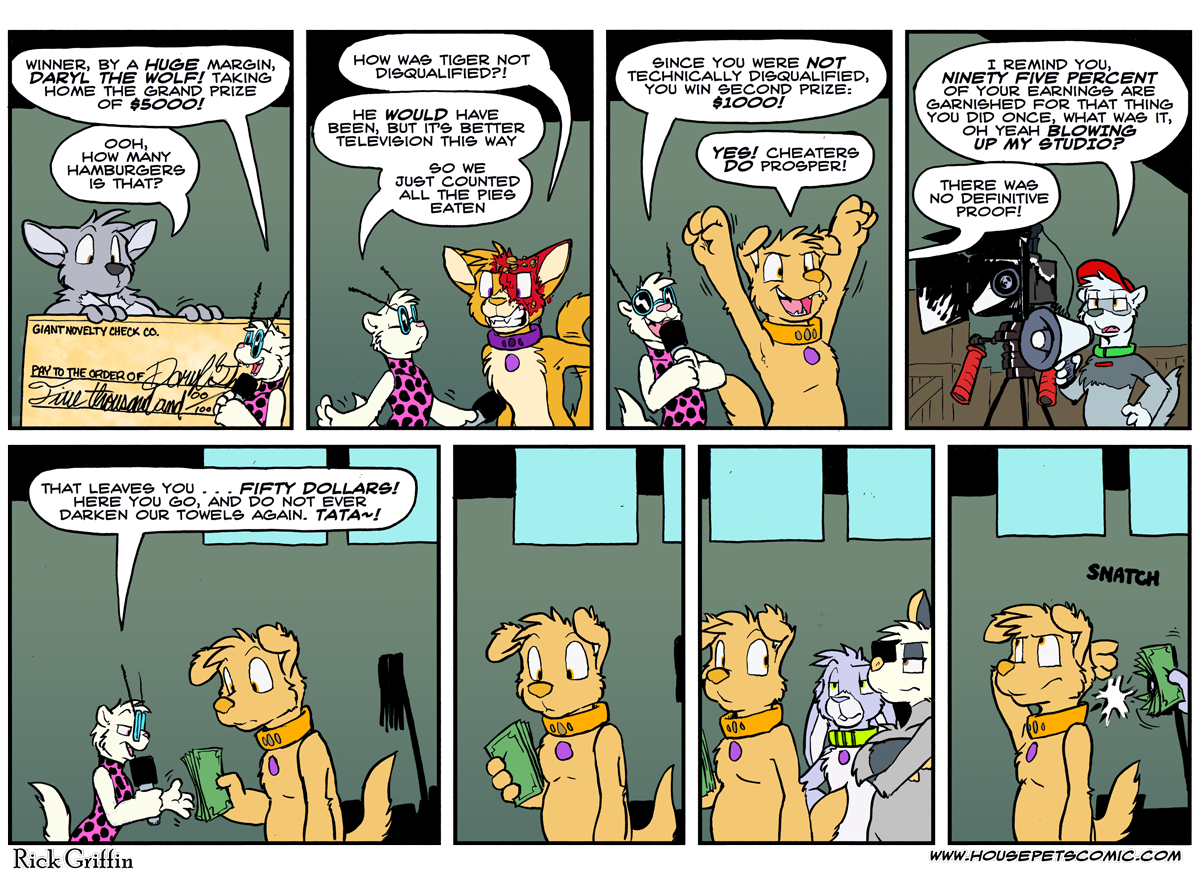 WINNER, BY A HUGE MARGIN,
DARYL THE WOLF! TAKING
HOME THE GRAND PRIZE
OF $5000!
OOH,
HOW MANY
HAMBURGERS
IS THAT?
GIANT NOVELTY CHECK CO.
PAY TO THE ORDER OF
Five thousand and 00/100
HOW WAS TIGER NOT
DISQUALIFIED?!
HE WOULD HAVE
BEEN, BUT IT'S BETTER
TELEVISION THIS WAY
SO WE
JUST COUNTED
ALL THE PIES
EATEN
SINCE YOU WERE NOT
TECHNICALLY DISQUALIFIED,
YOU WIN SECOND PRIZE:
$1000!
YES! CHEATERS
DO PROSPER!
I REMIND YOU,
NINETY FIVE PERCENT
OF YOUR EARNINGS ARE
GARNISHED FOR THAT THING
YOU DID ONCE, WHAT WAS IT,
OH YEAH BLOWING
UP MY STUDIO?
THERE WAS
NO DEFINITIVE
PROOF!
THAT LEAVES YOU . . . FIFTY DOLLARS!
HERE YOU GO, AND DO NOT EVER
DARKEN OUR TOWELS AGAIN. TATA~!
SNATCH
Rick Griffin
WWW.HOUSEPETSCOMIC.COM